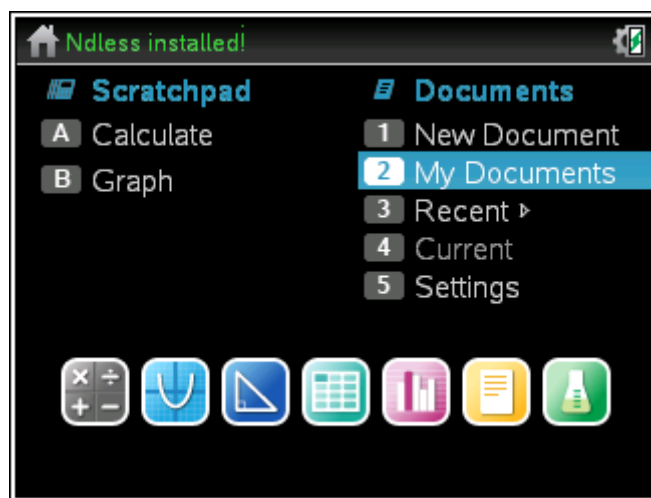 Ndless installed!
Scratchpad
A Calculate
B Graph
Documents
1 New Document
2 My Documents
3 Recent ▷
4 Current
5 Settings